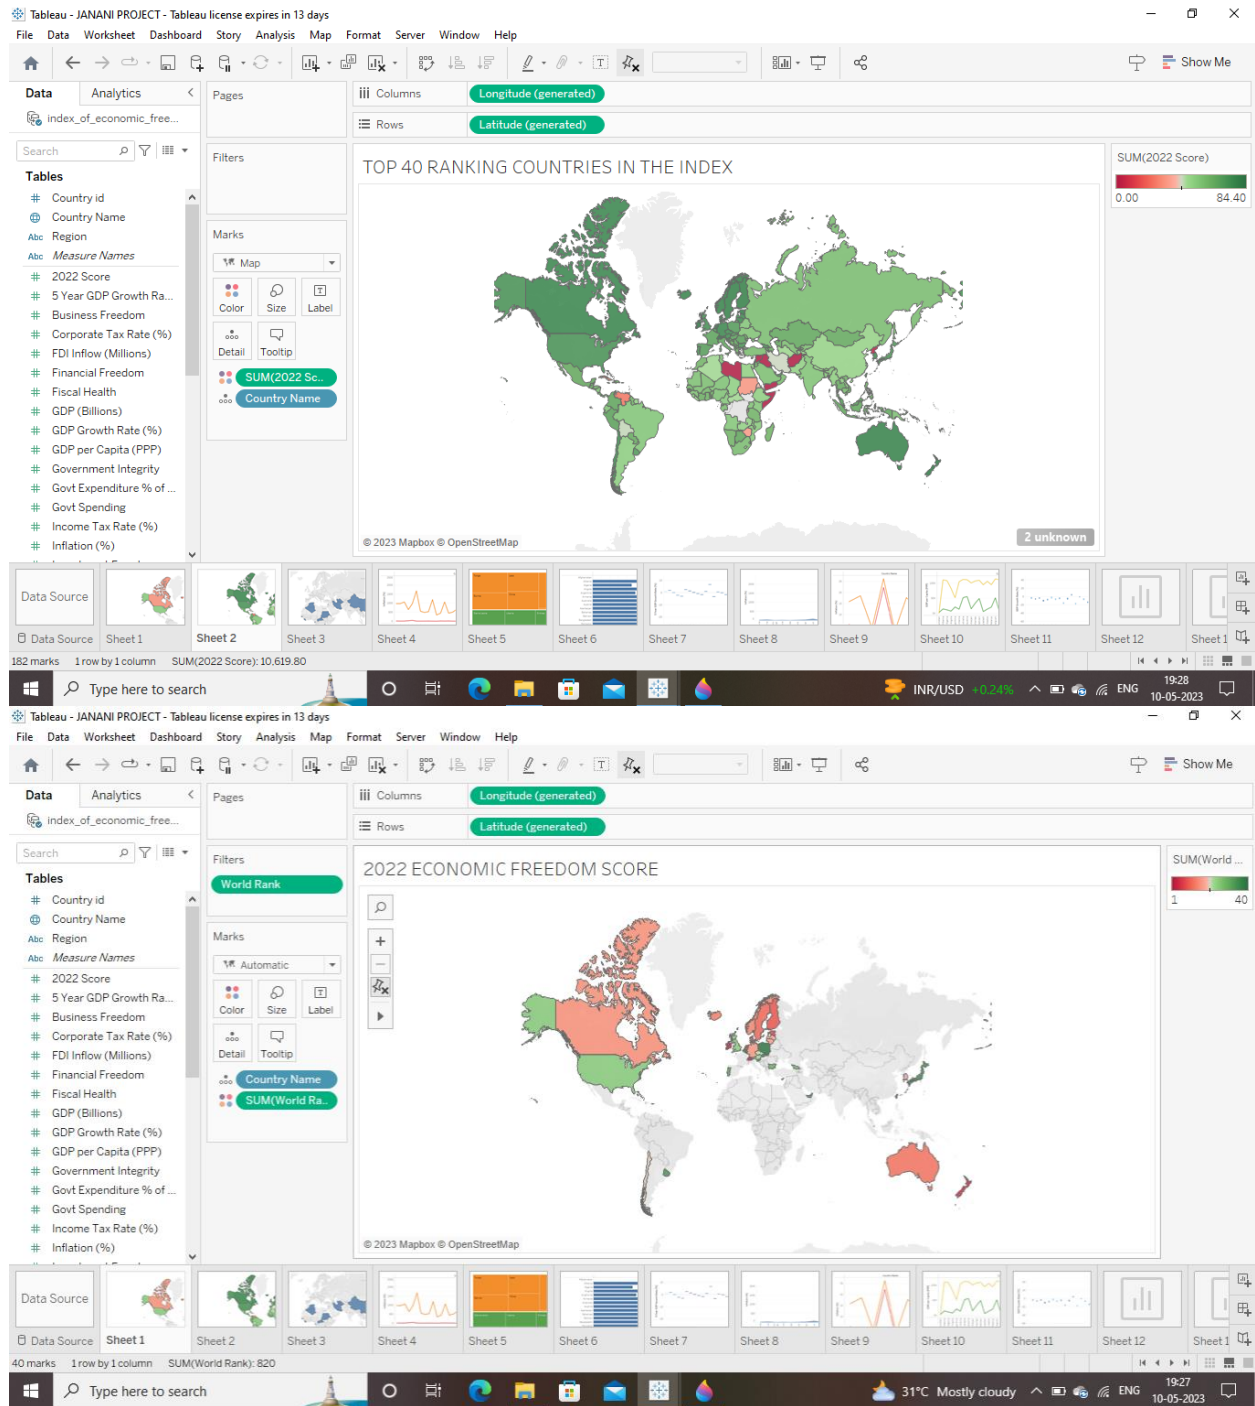 Tableau - JANANI PROJECT - Tableau license expires in 13 days
File Data Worksheet Dashboard Story Analysis Map Format Server Window Help
Show Me
Data Analytics
index_of_economic_free...
Search
Tables
# Country id
Country Name
Abc Region
Abc Measure Names
# 2022 Score
# 5 Year GDP Growth Ra...
# Business Freedom
# Corporate Tax Rate (%)
# FDI Inflow (Millions)
# Financial Freedom
# Fiscal Health
# GDP (Billions)
# GDP Growth Rate (%)
# GDP per Capita (PPP)
# Government Integrity
# Govt Expenditure % of ...
# Govt Spending
# Income Tax Rate (%)
# Inflation (%)
Pages
Filters
Marks
Map
Color Size Label
Detail Tooltip
SUM(2022 Sc..
Country Name
Columns Longitude (generated)
Rows Latitude (generated)
TOP 40 RANKING COUNTRIES IN THE INDEX
© 2023 Mapbox © OpenStreetMap
2 unknown
SUM(2022 Score)
0.00 84.40
Data Source
Data Source Sheet 1 Sheet 2 Sheet 3 Sheet 4 Sheet 5 Sheet 6 Sheet 7 Sheet 8 Sheet 9 Sheet 10 Sheet 11 Sheet 12 Sheet 1
182 marks 1 row by 1 column SUM(2022 Score): 10,619.80
Type here to search
INR/USD +0.24%
ENG
19:28
10-05-2023
Tableau - JANANI PROJECT - Tableau license expires in 13 days
File Data Worksheet Dashboard Story Analysis Map Format Server Window Help
Show Me
Data Analytics
index_of_economic_free...
Search
Tables
# Country id
Country Name
Abc Region
Abc Measure Names
# 2022 Score
# 5 Year GDP Growth Ra...
# Business Freedom
# Corporate Tax Rate (%)
# FDI Inflow (Millions)
# Financial Freedom
# Fiscal Health
# GDP (Billions)
# GDP Growth Rate (%)
# GDP per Capita (PPP)
# Government Integrity
# Govt Expenditure % of ...
# Govt Spending
# Income Tax Rate (%)
# Inflation (%)
Pages
Filters
World Rank
Marks
Automatic
Color Size Label
Detail Tooltip
Country Name
SUM(World Ra..
Columns Longitude (generated)
Rows Latitude (generated)
2022 ECONOMIC FREEDOM SCORE
© 2023 Mapbox © OpenStreetMap
SUM(World ...
1 40
Data Source
Data Source Sheet 1 Sheet 2 Sheet 3 Sheet 4 Sheet 5 Sheet 6 Sheet 7 Sheet 8 Sheet 9 Sheet 10 Sheet 11 Sheet 12 Sheet 1
40 marks 1 row by 1 column SUM(World Rank): 820
Type here to search
31°C Mostly cloudy
ENG
19:27
10-05-2023